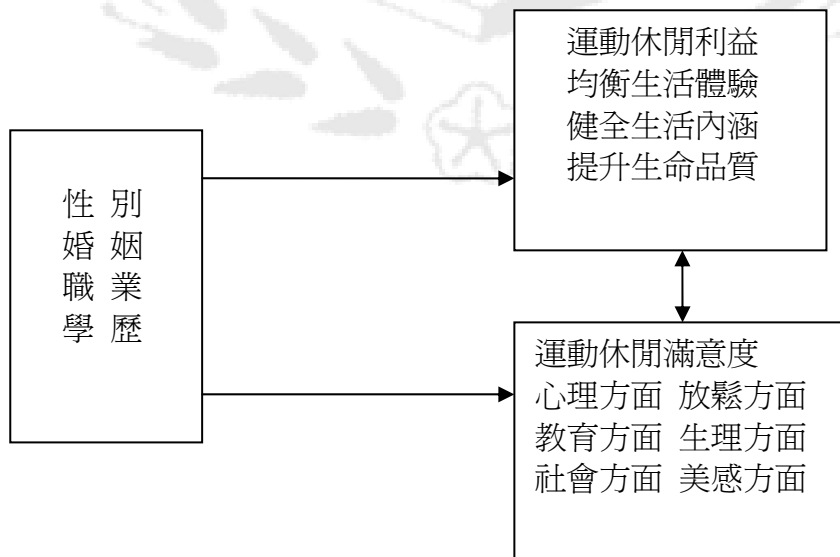 運動休閒利益
均衡生活體驗
健全生活內涵
提升生命品質
性 別
婚 姻
職 業
學 歷
運動休閒滿意度
心理方面 放鬆方面
教育方面 生理方面
社會方面 美感方面